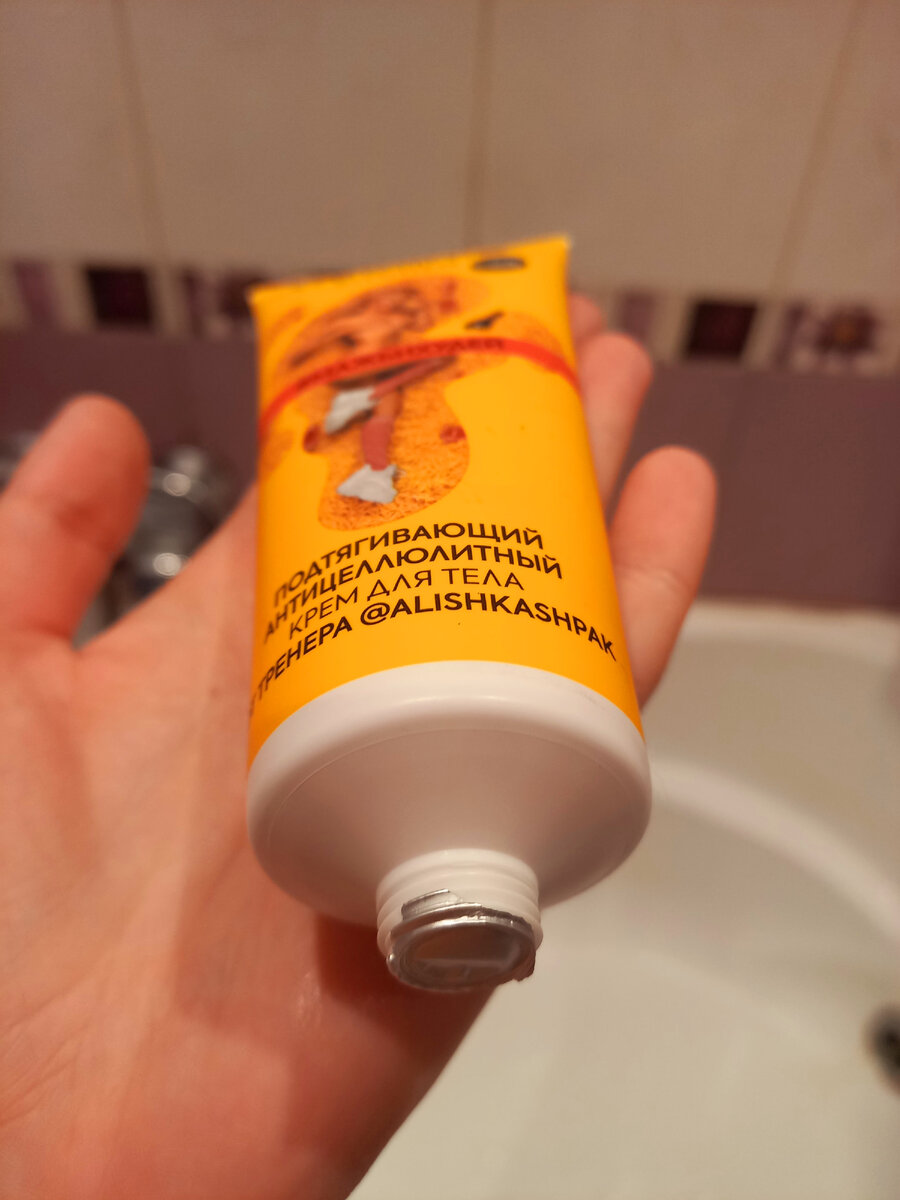 ПОДТЯГИВАЮЩИЙ
АНТИЦЕЛЛЮЛИТНЫЙ
КРЕМ ДЛЯ ТЕЛА
ТРЕНЕРА @ALISHKASHPAK